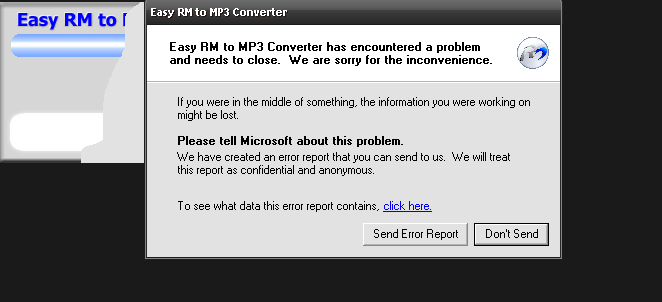 Easy RM to
Easy RM to MP3 Converter
Easy RM to MP3 Converter has encountered a problem
and needs to close.  We are sorry for the inconvenience.
If you were in the middle of something, the information you were working on
might be lost.
Please tell Microsoft about this problem.
We have created an error report that you can send to us.  We will treat
this report as confidential and anonymous.
To see what data this error report contains, click here.
Send Error Report
Don't Send